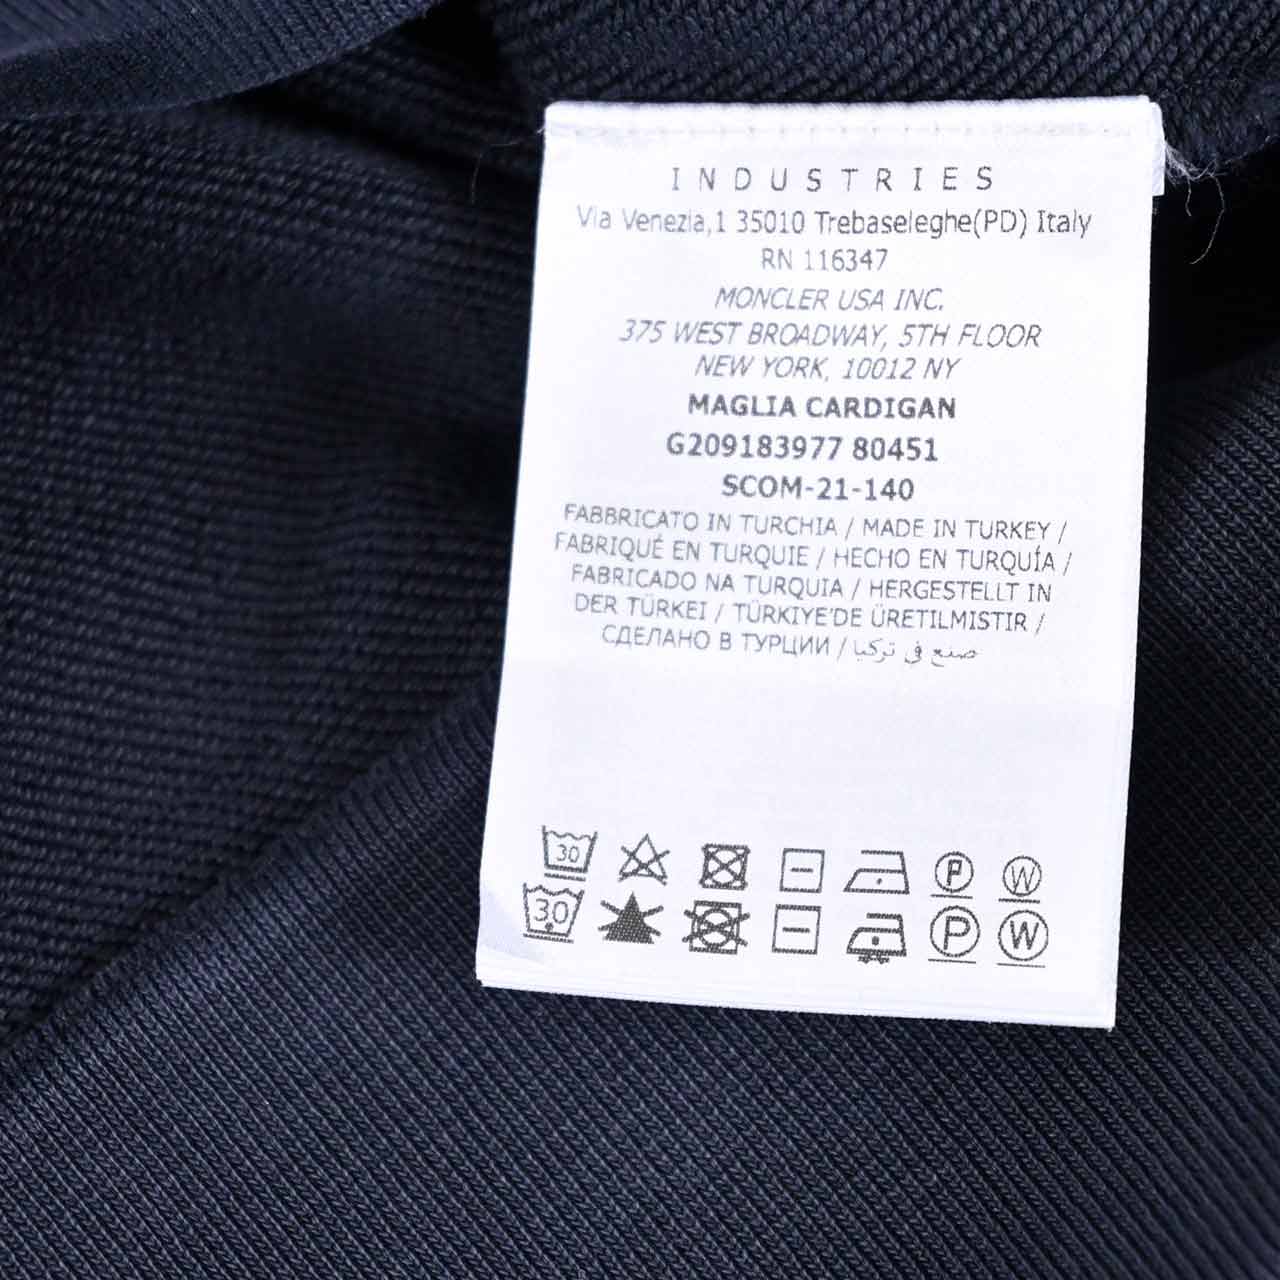 INDUSTRIES
Via Venezia,1 35010 Trebaseleghe(PD) Italy
RN 116347
MONCLER USA INC.
375 WEST BROADWAY, 5TH FLOOR
NEW YORK, 10012 NY
MAGLIA CARDIGAN
G209183977 80451
SCOM-21-140
FABBRICATO IN TURCHIA / MADE IN TURKEY /
FABRIQUÉ EN TURQUIE / HECHO EN TURQUÍA /
FABRICADO NA TURQUIA / HERGESTELLT IN
DER TÜRKEI / TÜRKIYE'DE ÜRETILMISTIR /
СДЕЛАНО В ТУРЦИИ / صنع في تركيا
30 P W
30 P W